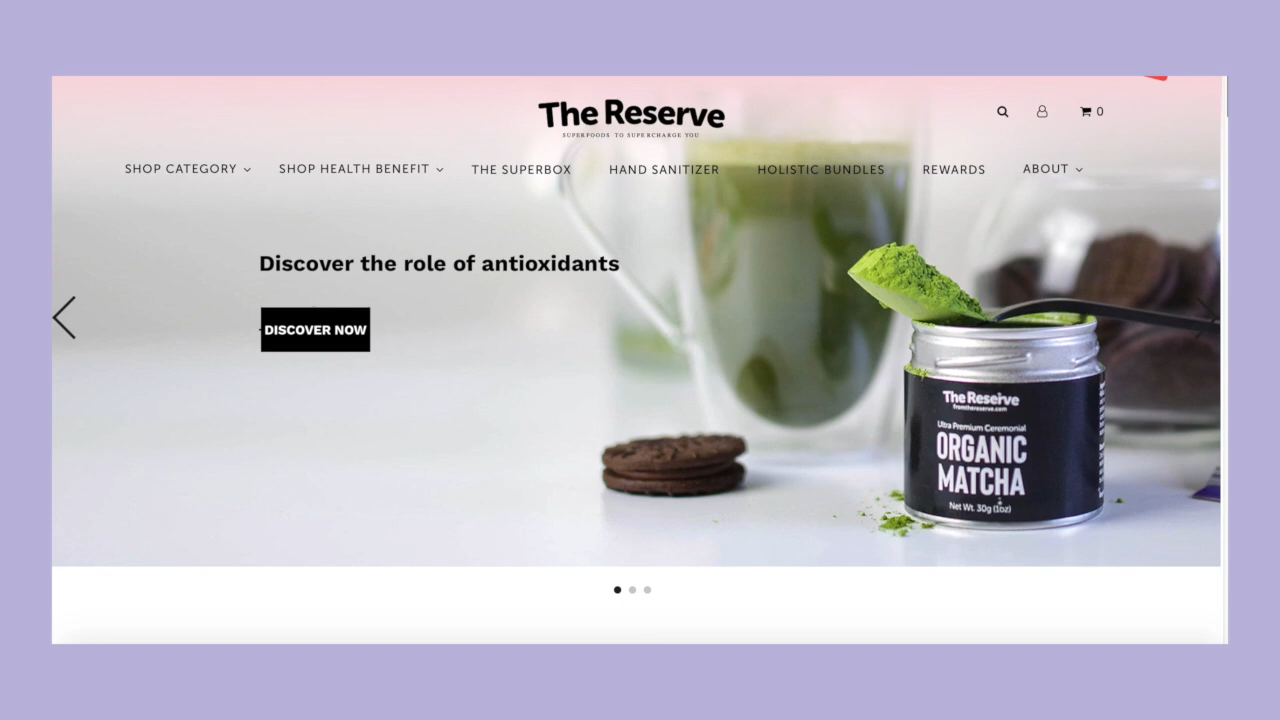 The Reserve
SUPERFOODS TO SUPERCHARGE YOU
0
SHOP CATEGORY
SHOP HEALTH BENEFIT
THE SUPERBOX
HAND SANITIZER
HOLISTIC BUNDLES
REWARDS
ABOUT
Discover the role of antioxidants
DISCOVER NOW
The Reserve
fromthereserve.com
Ultra Premium Ceremonial
ORGANIC
MATCHA
Net Wt. 30g (1oz)